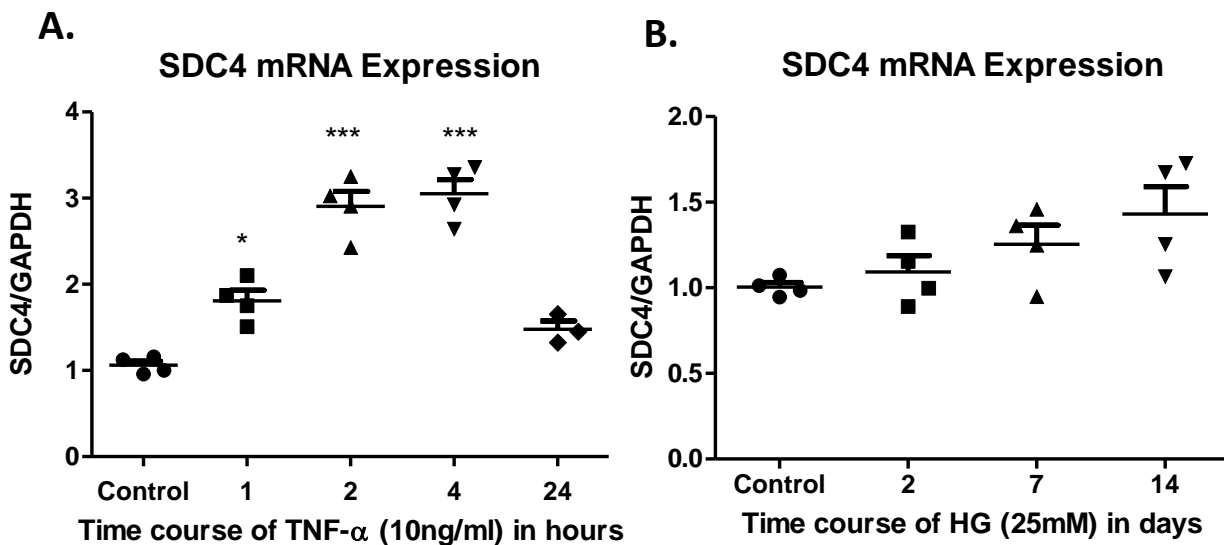 A.
SDC4 mRNA Expression
4
3
2
1
0
SDC4/GAPDH
*
***
***
Control 1 2 4 24
Time course of TNF-α (10ng/ml) in hours
B.
SDC4 mRNA Expression
2.0
1.5
1.0
0.5
0.0
SDC4/GAPDH
Control 2 7 14
Time course of HG (25mM) in days